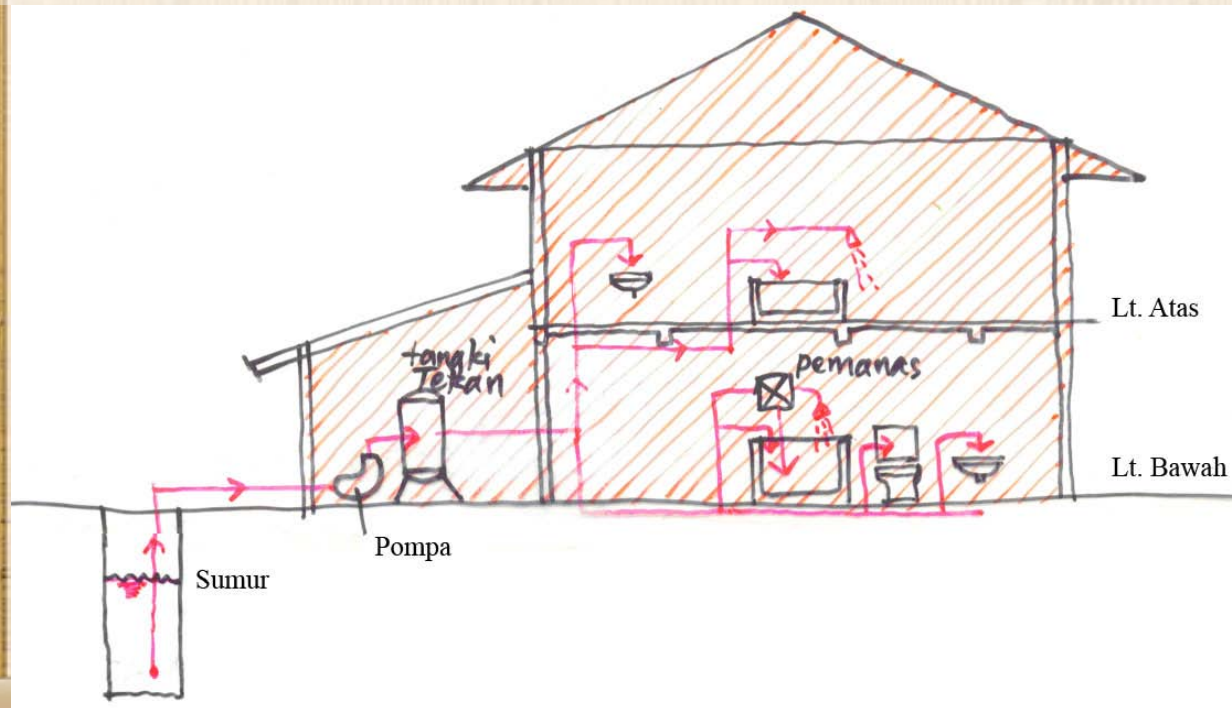 Lt. Atas
tangki
Tekan
pemanas
Lt. Bawah
Pompa
Sumur